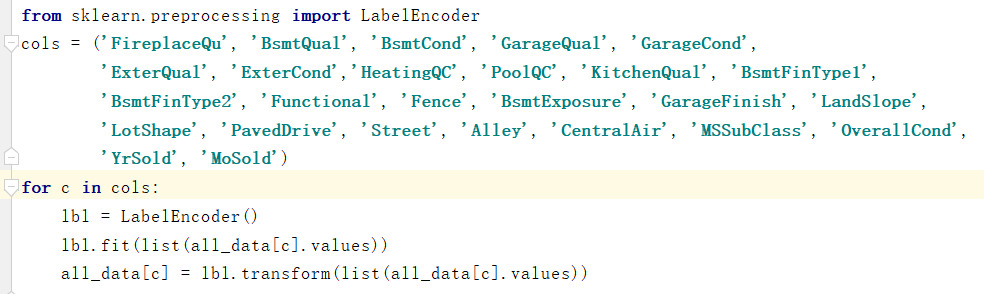 from sklearn.preprocessing import LabelEncoder
cols = ('FireplaceQu', 'BsmtQual', 'BsmtCond', 'GarageQual', 'GarageCond',
        'ExterQual', 'ExterCond','HeatingQC', 'PoolQC', 'KitchenQual', 'BsmtFinType1',
        'BsmtFinType2', 'Functional', 'Fence', 'BsmtExposure', 'GarageFinish', 'LandSlope',
        'LotShape', 'PavedDrive', 'Street', 'Alley', 'CentralAir', 'MSSubClass', 'OverallCond',
        'YrSold', 'MoSold')
for c in cols:
    lbl = LabelEncoder()
    lbl.fit(list(all_data[c].values))
    all_data[c] = lbl.transform(list(all_data[c].values))